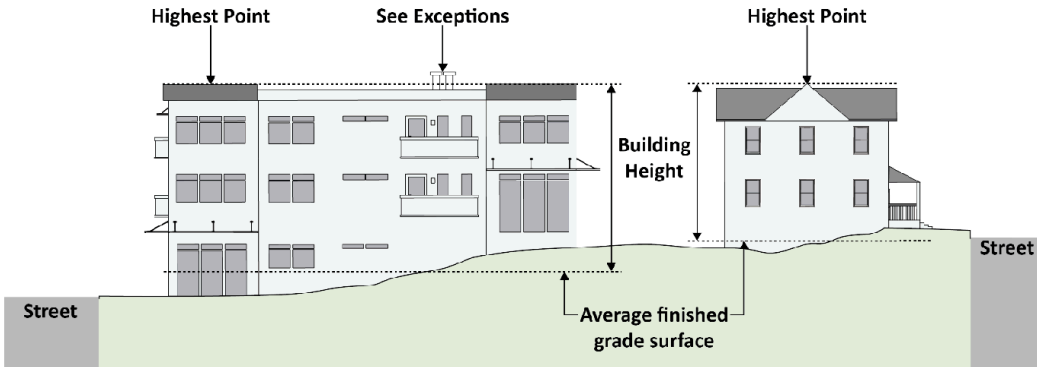 Highest Point
See Exceptions
Highest Point
Building
Height
Street
Street
Average finished
grade surface